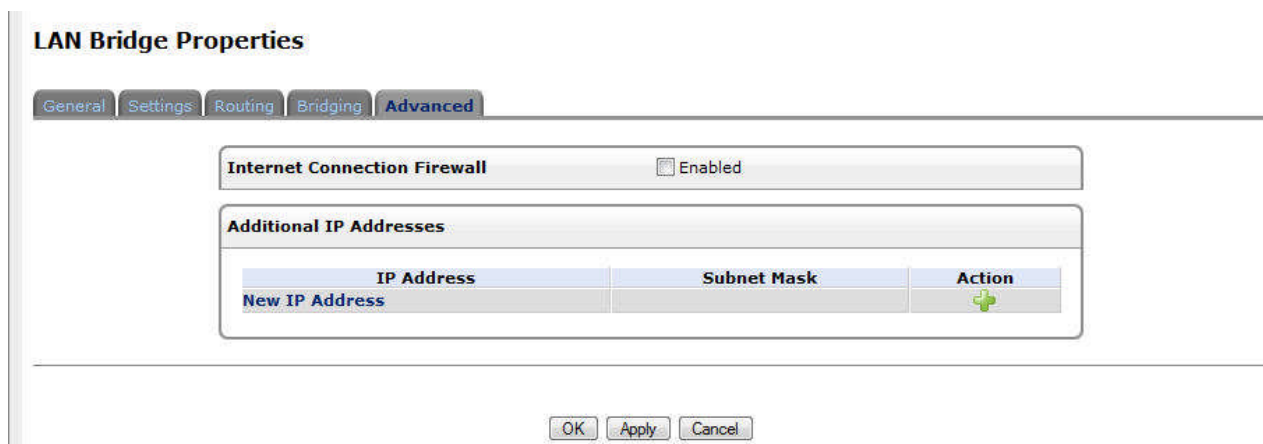 LAN Bridge Properties
General Settings Routing Bridging Advanced
Internet Connection Firewall Enabled
Additional IP Addresses
IP Address Subnet Mask Action
New IP Address
OK Apply Cancel